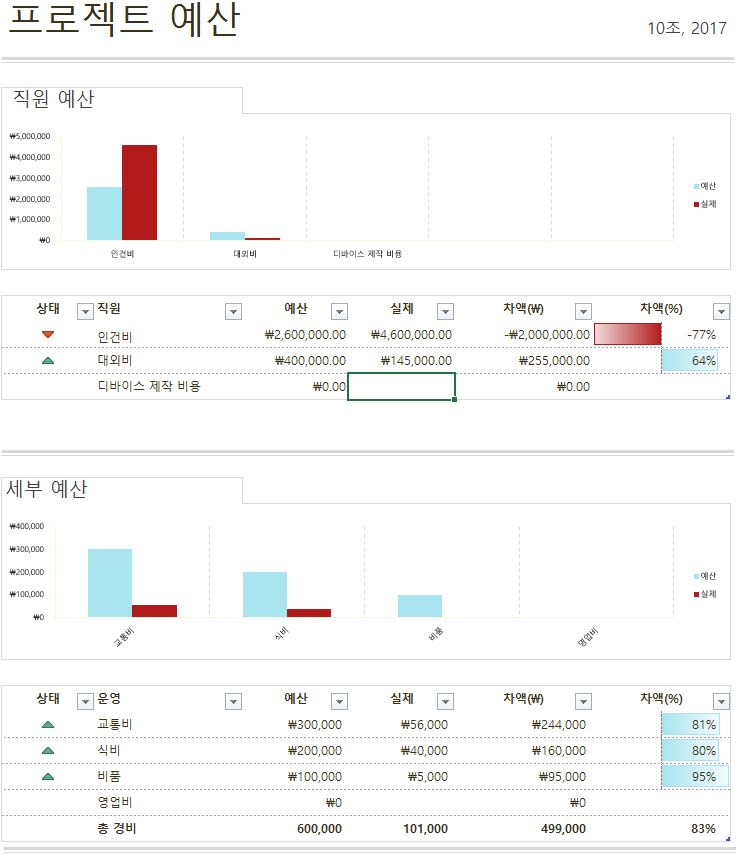 프로젝트 예산
10조, 2017
직원 예산
₩5,000,000
₩4,000,000
₩3,000,000
₩2,000,000
₩1,000,000
₩0
인건비 대외비 디바이스 제작 비용
예산
실제
상태 직원 예산 실제 차액(₩) 차액(%)
인건비 ₩2,600,000.00 ₩4,600,000.00 -₩2,000,000.00 -77%
대외비 ₩400,000.00 ₩145,000.00 ₩255,000.00 64%
디바이스 제작 비용 ₩0.00 ₩0.00
세부 예산
₩400,000
₩300,000
₩200,000
₩100,000
₩0
교통비 식비 비품 영업비
예산
실제
상태 운영 예산 실제 차액(₩) 차액(%)
교통비 ₩300,000 ₩56,000 ₩244,000 81%
식비 ₩200,000 ₩40,000 ₩160,000 80%
비품 ₩100,000 ₩5,000 ₩95,000 95%
영업비 ₩0 ₩0
총 경비 600,000 101,000 499,000 83%